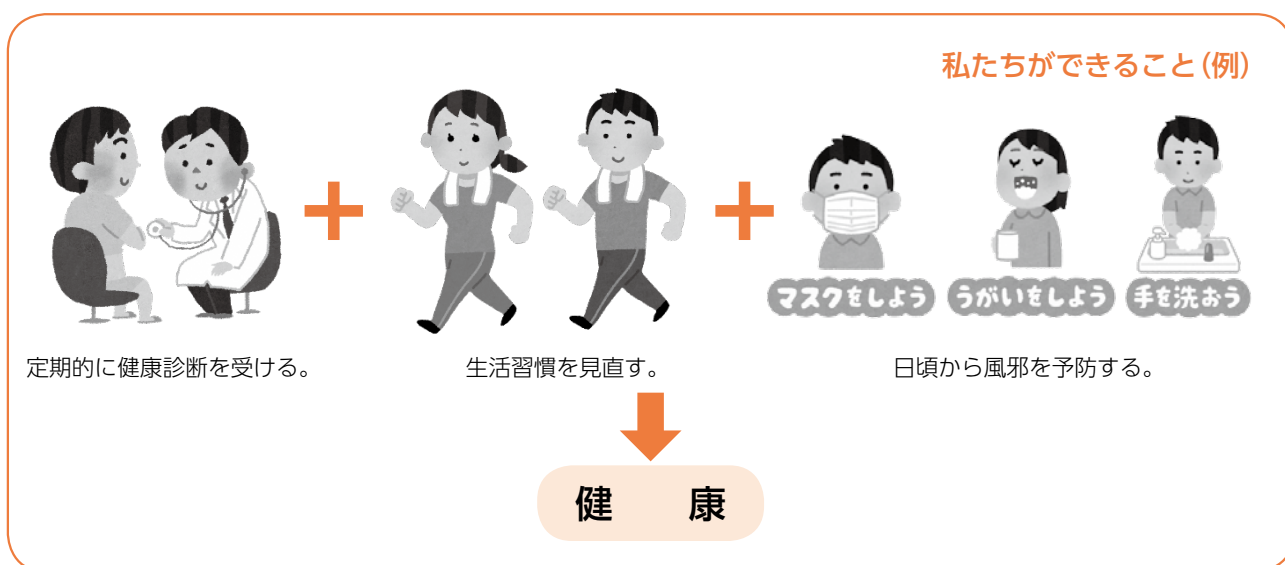 私たちができること(例)
マスクをしよう
うがいをしよう
手を洗おう
定期的に健康診断を受ける。
生活習慣を見直す。
日頃から風邪を予防する。
健　康